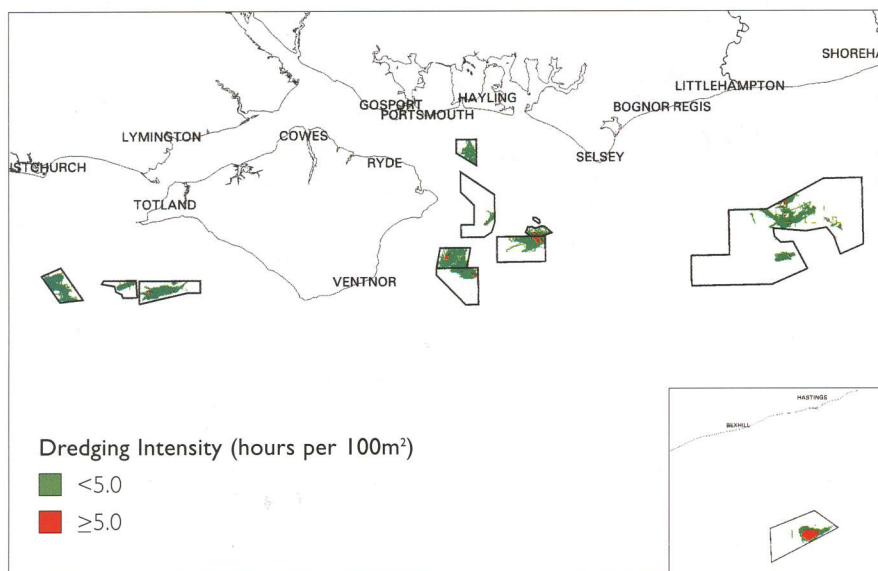 SHOREHA
LITTLEHAMPTON
HAYLING
GOSPORT
BOGNOR REGIS
PORTSMOUTH
LYMINGTON
COWES
SELSEY
STCHURCH
RYDE
TOTLAND
VENTNOR
HASTINGS
BEXHILL
Dredging Intensity (hours per 100m²)
<5.0
≥5.0